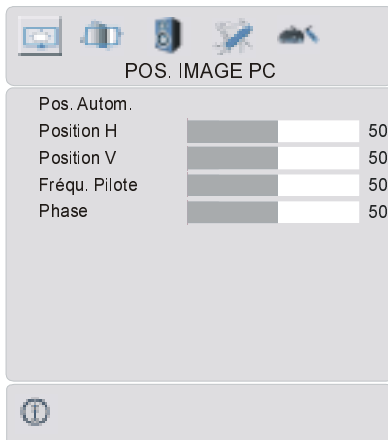 POS. IMAGE PC
Pos. Autom.
Position H 50
Position V 50
Fréqu. Pilote 50
Phase 50